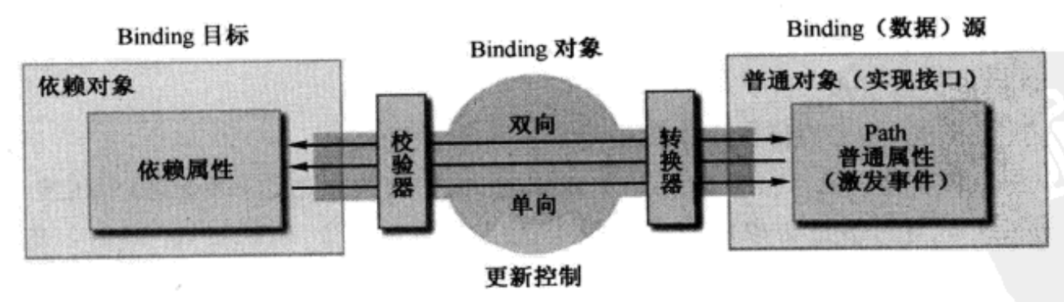 Binding 目标
Binding 对象
Binding（数据）源
依赖对象
普通对象（实现接口）
依赖属性
校验器
双向
单向
转换器
Path
普通属性
（激发事件）
更新控制